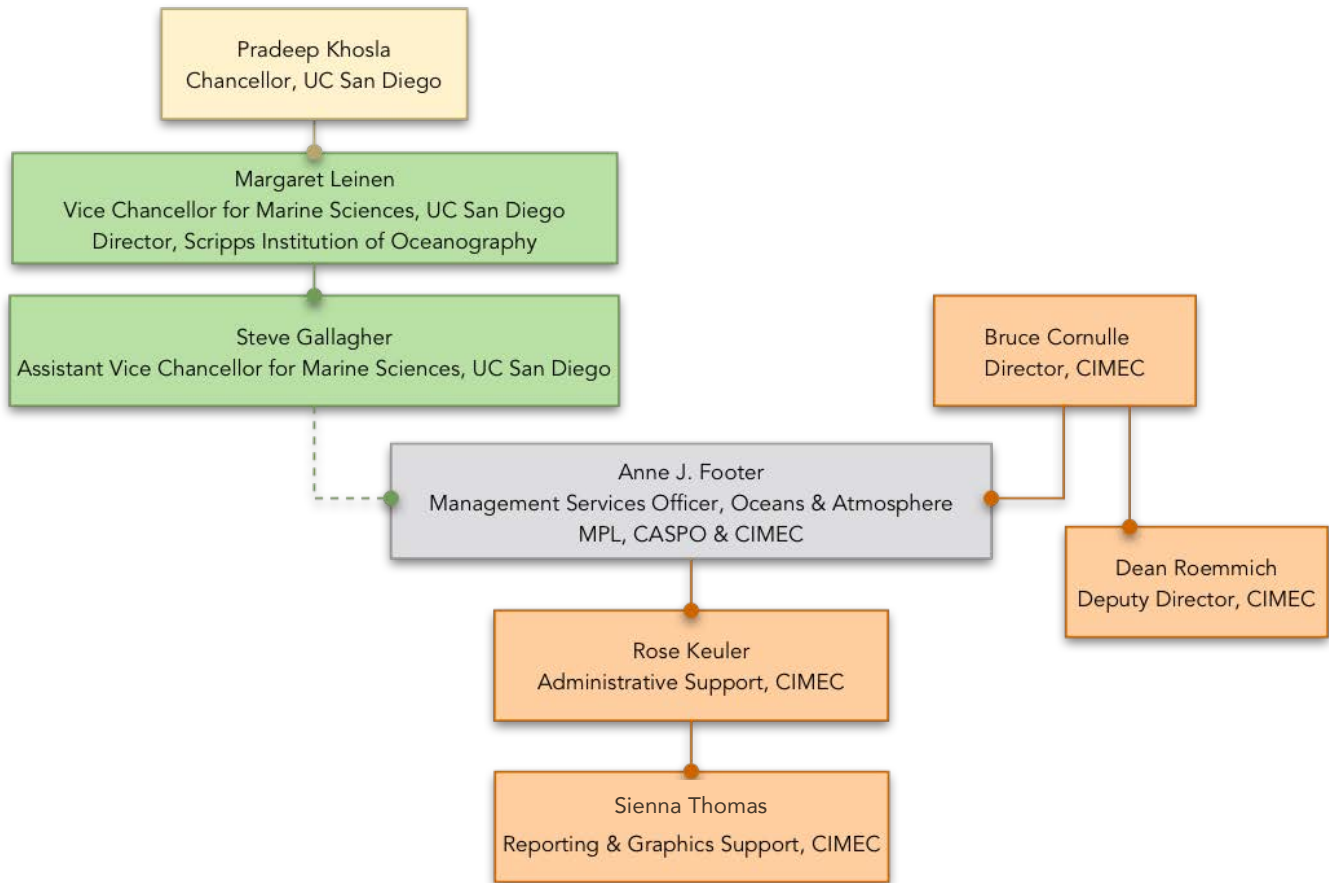 Pradeep Khosla
Chancellor, UC San Diego
Margaret Leinen
Vice Chancellor for Marine Sciences, UC San Diego
Director, Scripps Institution of Oceanography
Steve Gallagher
Assistant Vice Chancellor for Marine Sciences, UC San Diego
Bruce Cornulle
Director, CIMEC
Anne J. Footer
Management Services Officer, Oceans & Atmosphere
MPL, CASPO & CIMEC
Dean Roemmich
Deputy Director, CIMEC
Rose Keuler
Administrative Support, CIMEC
Sienna Thomas
Reporting & Graphics Support, CIMEC